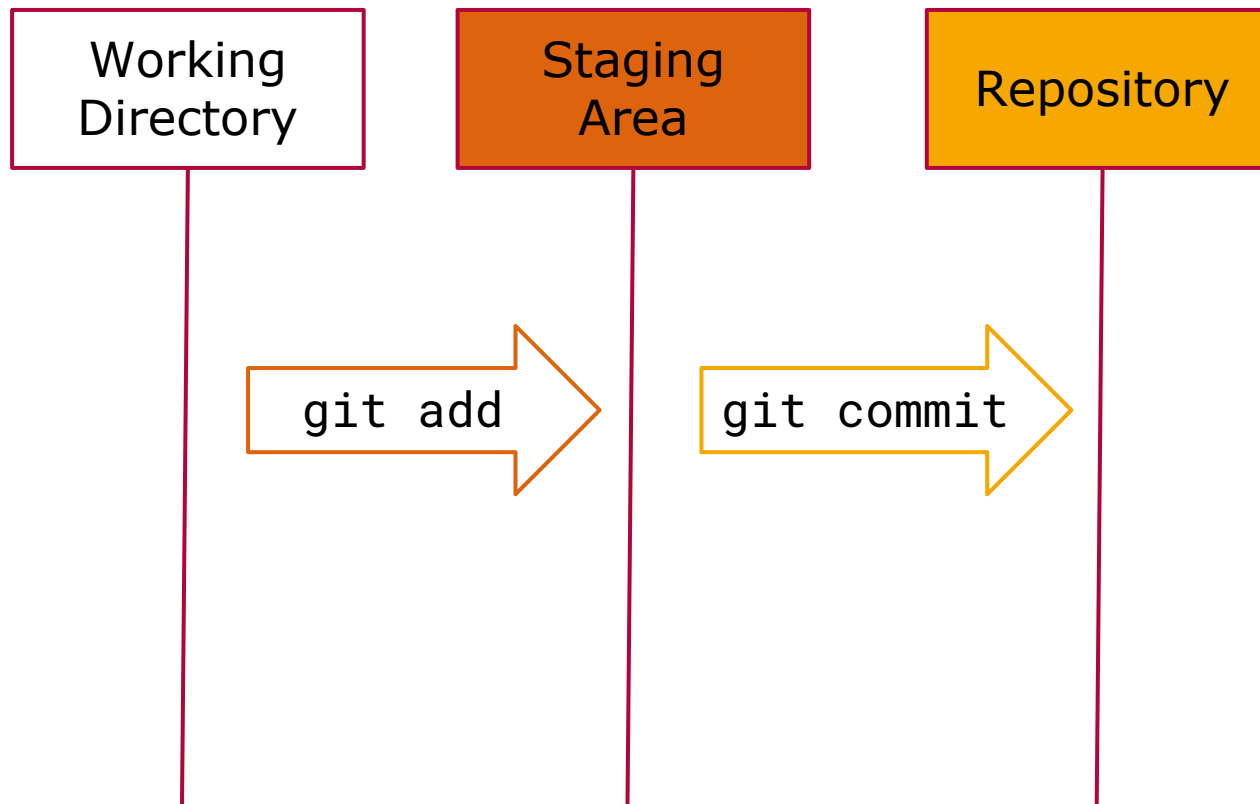 Working
Directory
Staging
Area
Repository
git add
git commit